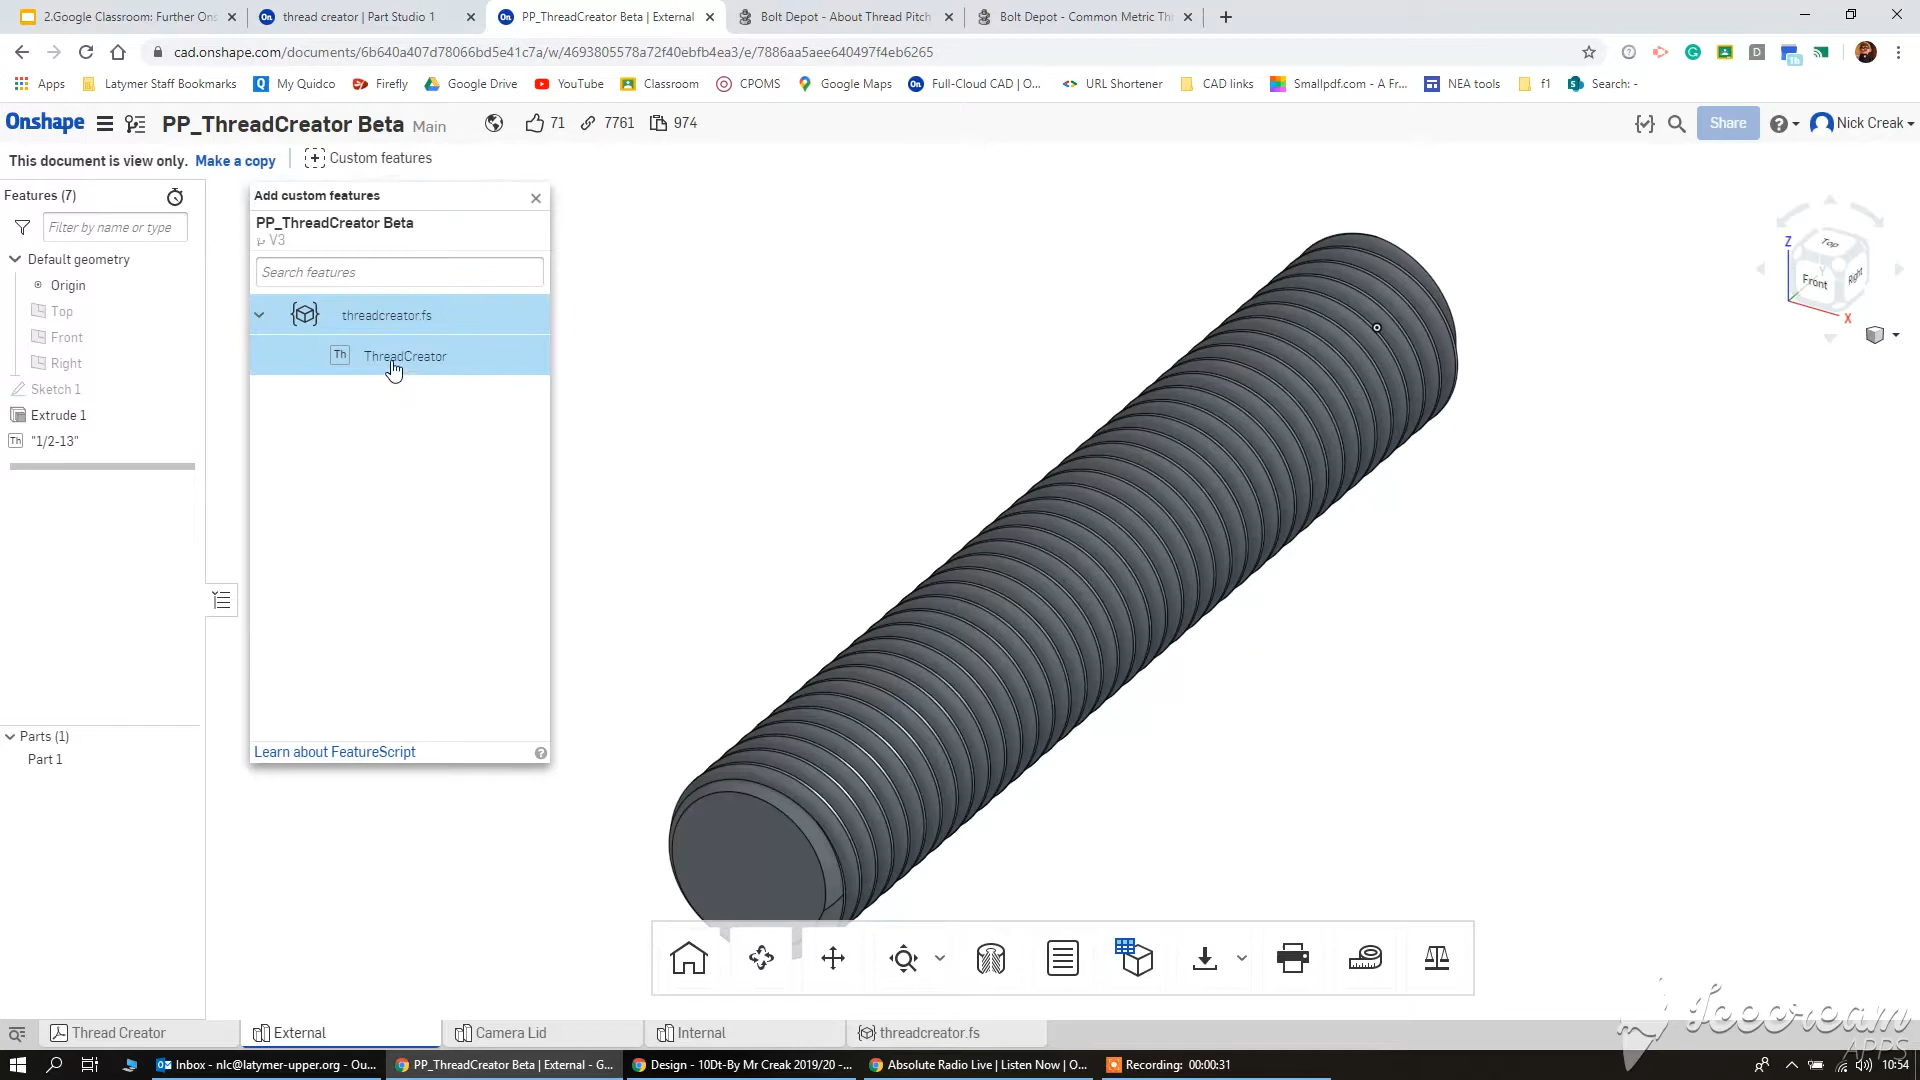 2.Google Classroom: Further Ons
thread creator | Part Studio 1
PP_ThreadCreator Beta | External
Bolt Depot - About Thread Pitch
Bolt Depot - Common Metric Th
cad.onshape.com/documents/6b640a407d78066bd5e41c7a/w/4693805578a72f40ebfb4ea3/e/7886aa5aee640497f4eb6265
Apps
Latymer Staff Bookmarks
My Quidco
Firefly
Google Drive
YouTube
Classroom
CPOMS
Google Maps
Full-Cloud CAD | O...
URL Shortener
CAD links
Smallpdf.com - A Fr...
NEA tools
f1
Search: -
Onshape
PP_ThreadCreator Beta Main
71
7761
974
Share
Nick Creak
This document is view only. Make a copy
Custom features
Features (7)
Filter by name or type
Default geometry
Origin
Top
Front
Right
Sketch 1
Extrude 1
Th "1/2-13"
Parts (1)
Part 1
Add custom features
PP_ThreadCreator Beta
V3
Search features
threadcreator.fs
Th ThreadCreator
Learn about FeatureScript
Z
Top
Y
Front
Right
X
Thread Creator
External
Camera Lid
Internal
threadcreator.fs
Icecream
APPS
Inbox - nlc@latymer-upper.org - Ou...
PP_ThreadCreator Beta | External - G...
Design - 10Dt-By Mr Creak 2019/20 -...
Absolute Radio Live | Listen Now | O...
Recording: 00:00:31
10:54